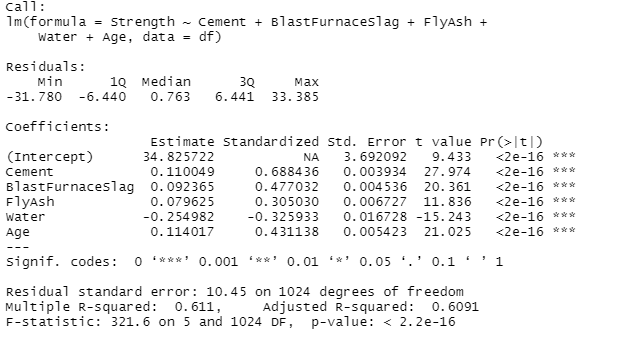 Call:
lm(formula = Strength ~ Cement + BlastFurnaceSlag + FlyAsh +
    Water + Age, data = df)
Residuals:
    Min      1Q  Median      3Q     Max
-31.780  -6.440   0.763   6.441  33.385
Coefficients:
                  Estimate Standardized Std. Error t value Pr(>|t|)
(Intercept)      34.825722           NA   3.692092   9.433   <2e-16 ***
Cement            0.110049     0.688436   0.003934  27.974   <2e-16 ***
BlastFurnaceSlag  0.092365     0.477032   0.004536  20.361   <2e-16 ***
FlyAsh            0.079625     0.305030   0.006727  11.836   <2e-16 ***
Water            -0.254982    -0.325933   0.016728 -15.243   <2e-16 ***
Age               0.114017     0.431138   0.005423  21.025   <2e-16 ***
---
Signif. codes:  0 ‘***’ 0.001 ‘**’ 0.01 ‘*’ 0.05 ‘.’ 0.1 ‘ ’ 1
Residual standard error: 10.45 on 1024 degrees of freedom
Multiple R-squared:  0.611,     Adjusted R-squared:  0.6091
F-statistic: 321.6 on 5 and 1024 DF,  p-value: < 2.2e-16